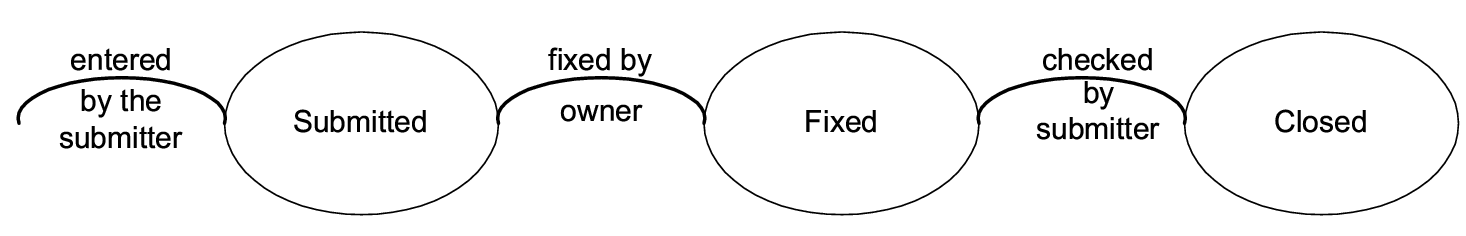 entered
by the
submitter
Submitted
fixed by
owner
Fixed
checked
by
submitter
Closed